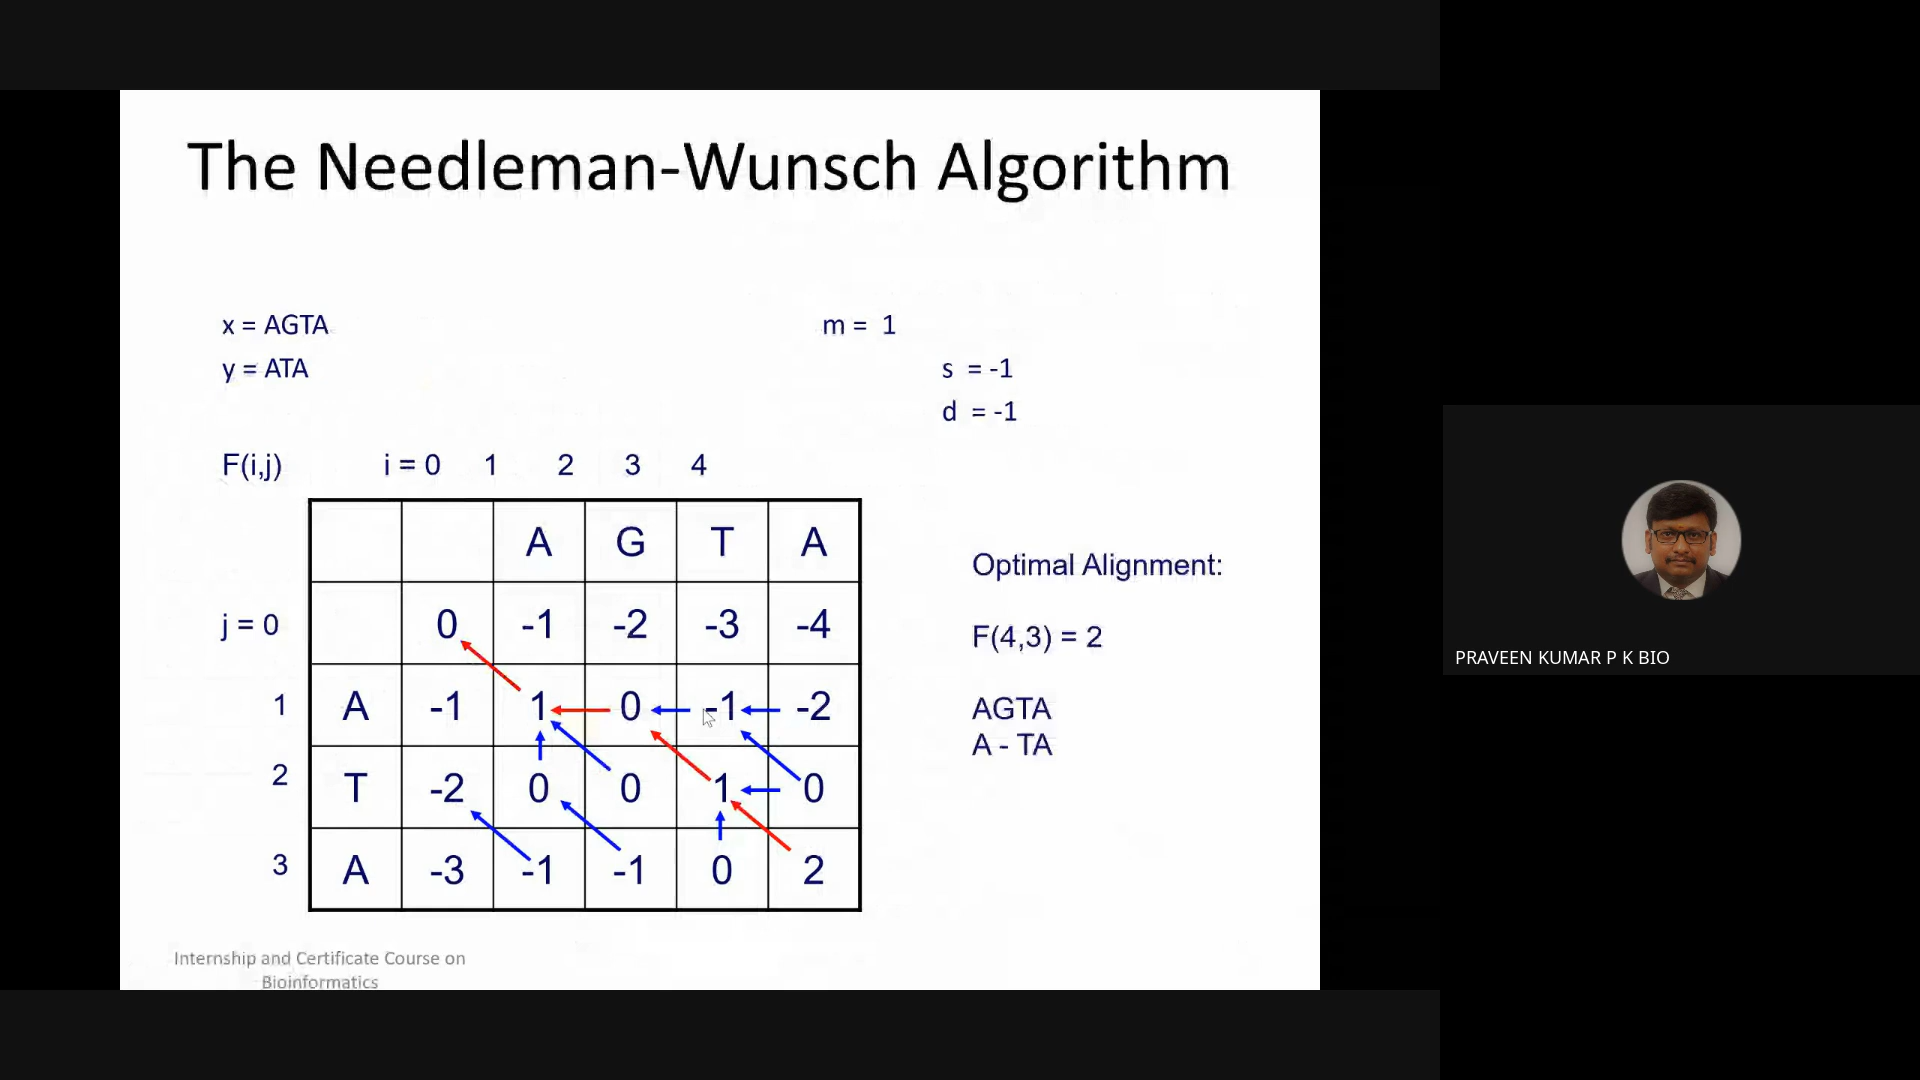 The Needleman-Wunsch Algorithm
x = AGTA m = 1
y = ATA s = -1
d = -1
F(i,j) i = 0 1 2 3 4
A G T A
j = 0 0 -1 -2 -3 -4
1 A -1 1 0 -1 -2
2 T -2 0 0 1 0
3 A -3 -1 -1 0 2
Optimal Alignment:
F(4,3) = 2
AGTA
A - TA
Internship and Certificate Course on
Bioinformatics
PRAVEEN KUMAR P K BIO